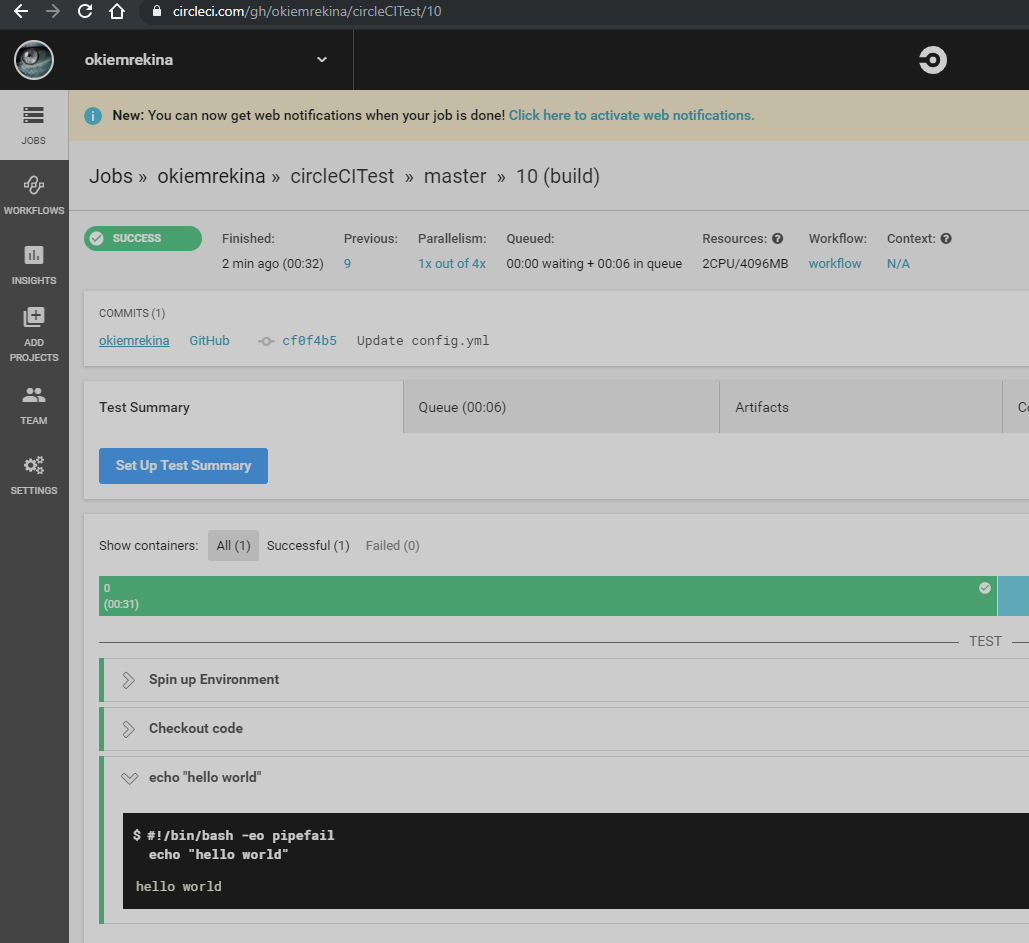 circleci.com/gh/okiemrekina/circleCITest/10
okiemrekina
New: You can now get web notifications when your job is done! Click here to activate web notifications.
JOBS
WORKFLOWS
INSIGHTS
ADD
PROJECTS
TEAM
SETTINGS
Jobs » okiemrekina » circleCITest » master » 10 (build)
SUCCESS
Finished: Previous: Parallelism: Queued: Resources: Workflow: Context:
2 min ago (00:32) 9 1x out of 4x 00:00 waiting + 00:06 in queue 2CPU/4096MB workflow N/A
COMMITS (1)
okiemrekina GitHub cf0f4b5 Update config.yml
Test Summary Queue (00:06) Artifacts
Set Up Test Summary
Show containers: All (1) Successful (1) Failed (0)
0
(00:31)
TEST
Spin up Environment
Checkout code
echo "hello world"
$ #!/bin/bash -eo pipefail
echo "hello world"
hello world